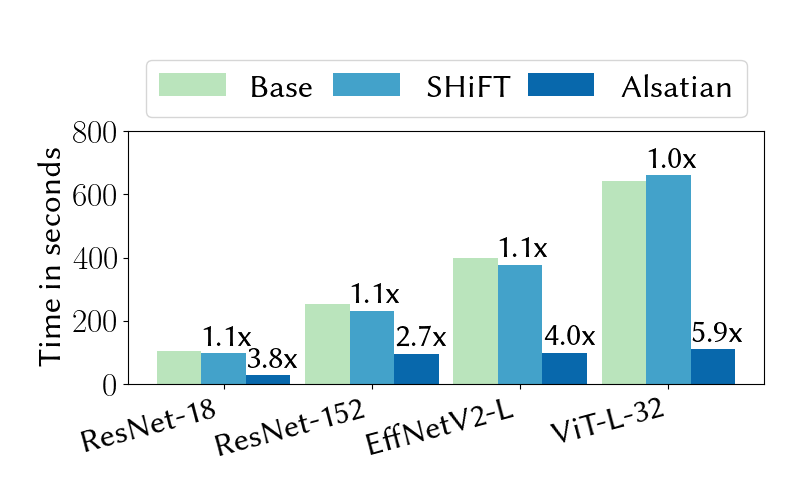 Base SHiFT Alsatian
Time in seconds
800
600
400
200
0
1.1x
3.8x
1.1x
2.7x
1.1x
4.0x
1.0x
5.9x
ResNet-18
ResNet-152
EffNetV2-L
ViT-L-32